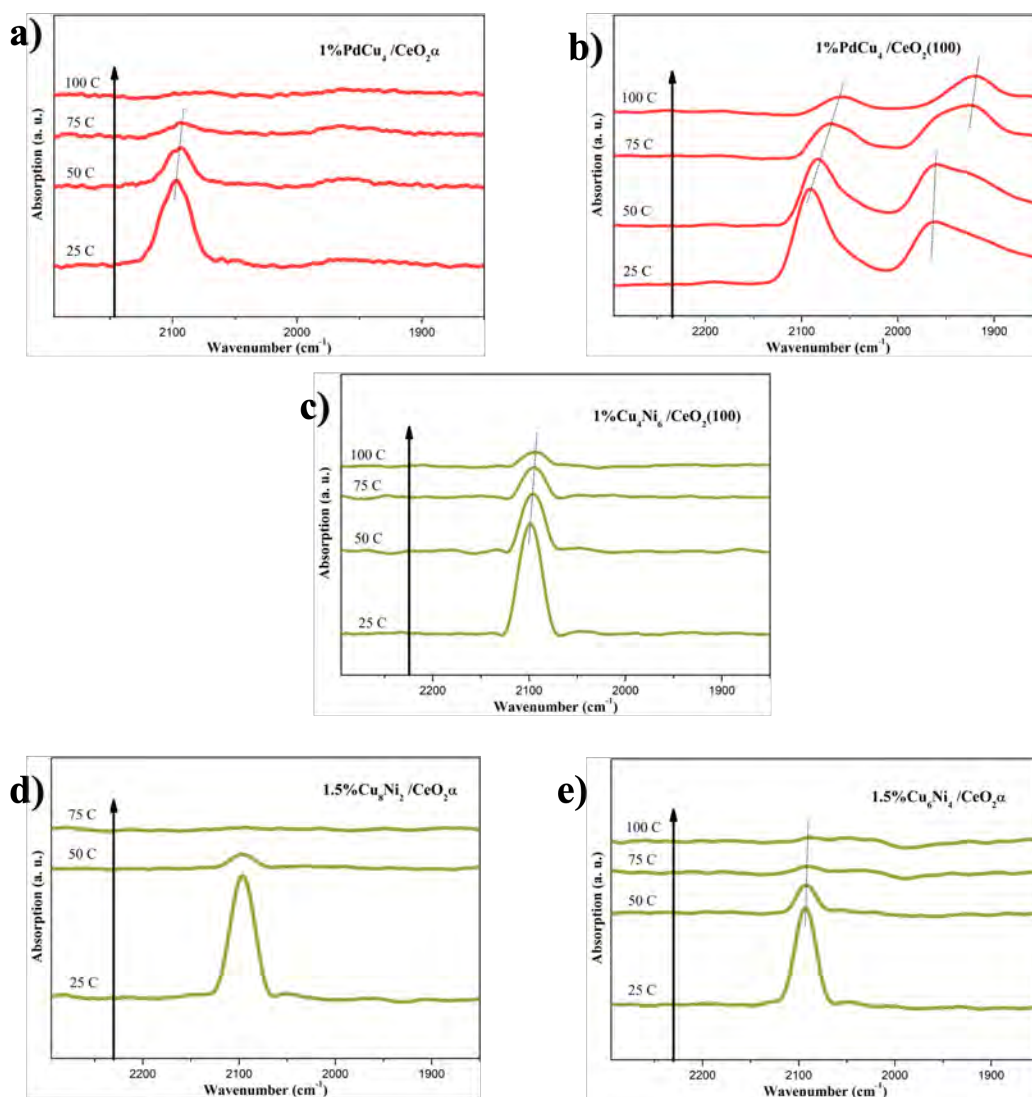 a)
1%PdCu₄ /CeO₂α
100 C
75 C
50 C
25 C
Absorption (a. u.)
2100
2000
1900
Wavenumber (cm⁻¹)
b)
1%PdCu₄ /CeO₂(100)
100 C
75 C
50 C
25 C
Absortion (a. u.)
2200
2100
2000
1900
Wavenumber (cm⁻¹)
c)
1%Cu₄Ni₆ /CeO₂(100)
100 C
75 C
50 C
25 C
Absorption (a. u.)
2200
2100
2000
1900
Wavenumber (cm⁻¹)
d)
1.5%Cu₈Ni₂ /CeO₂α
75 C
50 C
25 C
Absorption (a. u.)
2200
2100
2000
1900
Wavenumber (cm⁻¹)
e)
1.5%Cu₆Ni₄ /CeO₂α
100 C
75 C
50 C
25 C
Absorption (a. u.)
2200
2100
2000
1900
Wavenumber (cm⁻¹)